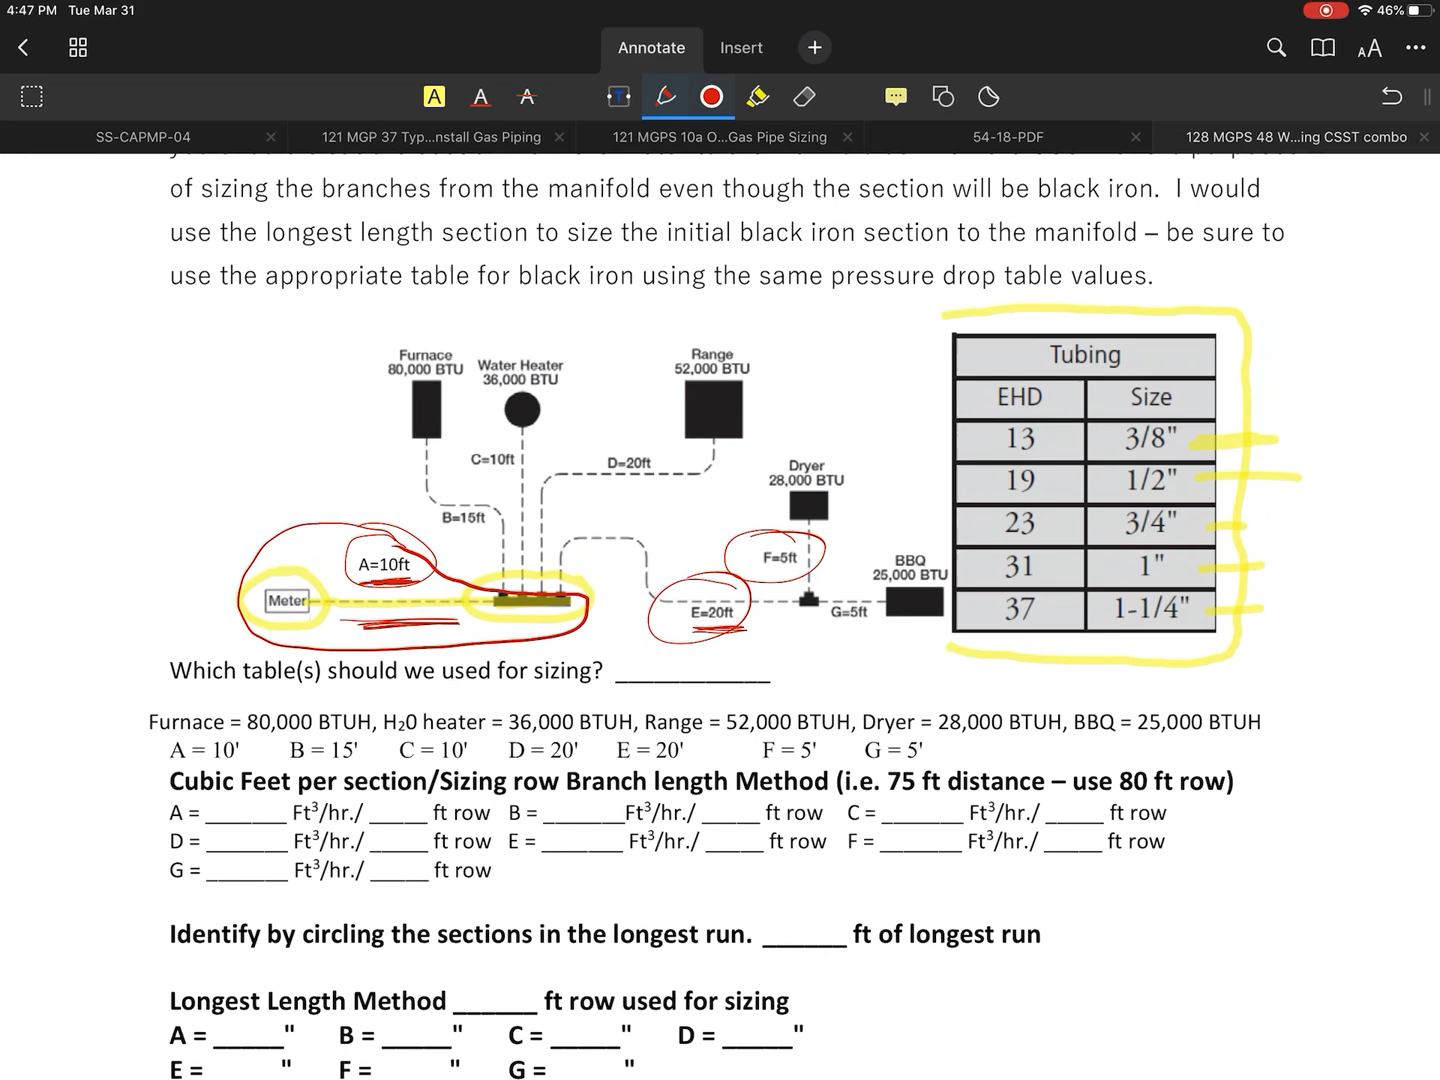 4:47 PM Tue Mar 31
46%
Annotate
Insert
SS-CAPMP-04
121 MGP 37 Typ...nstall Gas Piping
121 MGPS 10a O...Gas Pipe Sizing
54-18-PDF
128 MGPS 48 W...ing CSST combo
of sizing the branches from the manifold even though the section will be black iron. I would
use the longest length section to size the initial black iron section to the manifold – be sure to
use the appropriate table for black iron using the same pressure drop table values.
Furnace
80,000 BTU
Water Heater
36,000 BTU
Range
52,000 BTU
C=10ft
D=20ft
B=15ft
Dryer
28,000 BTU
A=10ft
F=5ft
BBQ
25,000 BTU
Meter
E=20ft
G=5ft
Tubing
EHD Size
13 3/8"
19 1/2"
23 3/4"
31 1"
37 1-1/4"
Which table(s) should we used for sizing? ____________
Furnace = 80,000 BTUH, H20 heater = 36,000 BTUH, Range = 52,000 BTUH, Dryer = 28,000 BTUH, BBQ = 25,000 BTUH
A = 10' B = 15' C = 10' D = 20' E = 20' F = 5' G = 5'
Cubic Feet per section/Sizing row Branch length Method (i.e. 75 ft distance – use 80 ft row)
A = _______ Ft³/hr./ _____ ft row B = _______Ft³/hr./ _____ ft row C = _______ Ft³/hr./ _____ ft row
D = _______ Ft³/hr./ _____ ft row E = _______ Ft³/hr./ _____ ft row F = _______ Ft³/hr./ _____ ft row
G = _______ Ft³/hr./ _____ ft row
Identify by circling the sections in the longest run. ______ ft of longest run
Longest Length Method ______ ft row used for sizing
A = _____" B = _____" C = _____" D = _____"
E = " F = " G = "